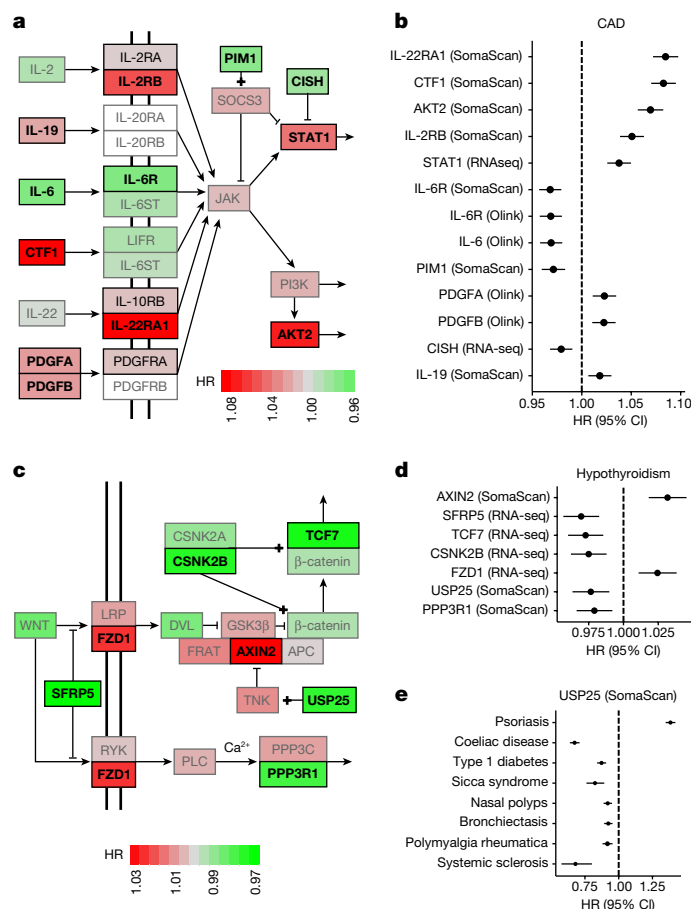 a
IL-2
IL-2RA
IL-2RB
PIM1
SOCS3
CISH
STAT1
IL-19
IL-20RA
IL-20RB
IL-6
IL-6R
IL-6ST
JAK
CTF1
LIFR
IL-6ST
PI3K
IL-22
IL-10RB
IL-22RA1
AKT2
PDGFA
PDGFB
PDGFRA
PDGFRB
HR
1.08
1.04
1.00
0.96
b
CAD
IL-22RA1 (SomaScan)
CTF1 (SomaScan)
AKT2 (SomaScan)
IL-2RB (SomaScan)
STAT1 (RNAseq)
IL-6R (SomaScan)
IL-6R (Olink)
IL-6 (Olink)
PIM1 (SomaScan)
PDGFA (Olink)
PDGFB (Olink)
CISH (RNA-seq)
IL-19 (SomaScan)
0.95 1.00 1.05 1.10
HR (95% CI)
c
CSNK2A
CSNK2B
TCF7
β-catenin
WNT
LRP
FZD1
DVL
GSK3β
β-catenin
FRAT
AXIN2
APC
SFRP5
TNK
USP25
RYK
FZD1
PLC
Ca²⁺
PPP3C
PPP3R1
HR
1.03
1.01
0.99
0.97
d
Hypothyroidism
AXIN2 (SomaScan)
SFRP5 (RNA-seq)
TCF7 (RNA-seq)
CSNK2B (RNA-seq)
FZD1 (RNA-seq)
USP25 (SomaScan)
PPP3R1 (SomaScan)
0.975 1.000 1.025
HR (95% CI)
e
USP25 (SomaScan)
Psoriasis
Coeliac disease
Type 1 diabetes
Sicca syndrome
Nasal polyps
Bronchiectasis
Polymyalgia rheumatica
Systemic sclerosis
0.75 1.00 1.25
HR (95% CI)